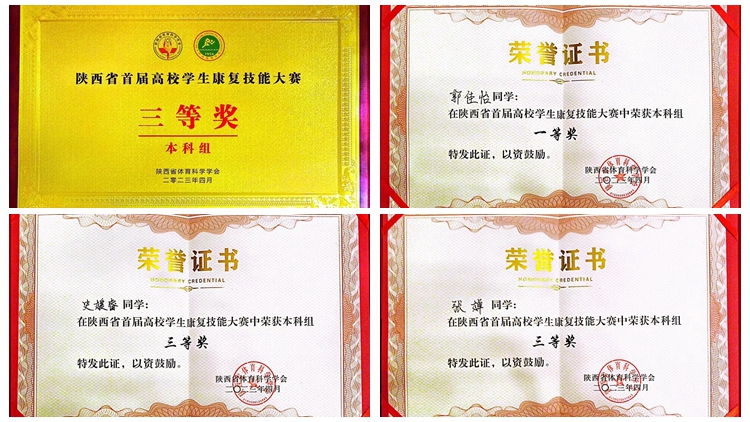 陕西省首届高校学生康复技能大赛
三等奖
本科组
陕西省体育科学学会
二零二三年四月
荣誉证书
HONORARY CREDENTIAL
郭佳怡同学:
在陕西省首届高校学生康复技能大赛中荣获本科组
一等奖
特发此证,以资鼓励。
陕西省体育科学学会
二〇二三年四月
荣誉证书
HONORARY CREDENTIAL
同学:
在陕西省首届高校学生康复技能大赛中荣获本科组
三等奖
特发此证,以资鼓励。
陕西省体育科学学会
二〇二三年四月
荣誉证书
HONORARY CREDENTIAL
张 同学:
在陕西省首届高校学生康复技能大赛中荣获本科组
三等奖
特发此证,以资鼓励。
陕西省体育科学学会
二〇二三年四月